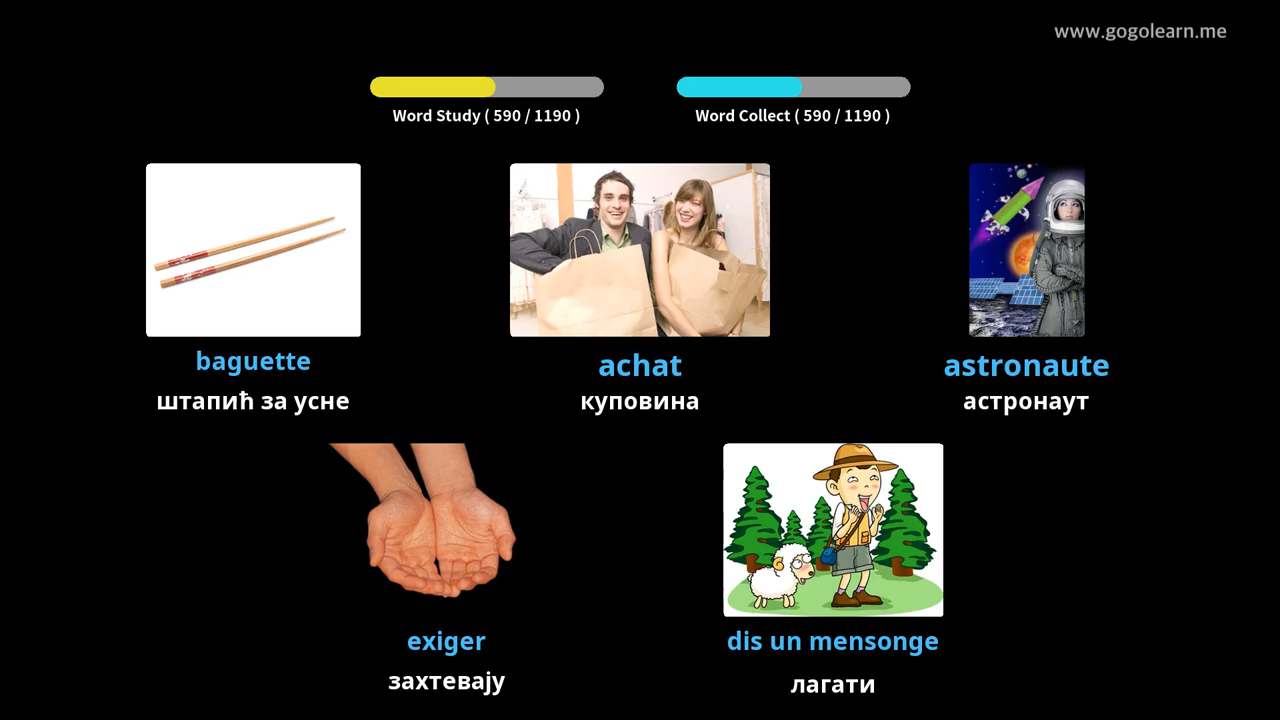 www.gogolearn.me
Word Study ( 590 / 1190 )
Word Collect ( 590 / 1190 )
baguette
штапић за усне
achat
куповина
astronaute
астронаут
exiger
захтевају
dis un mensonge
лагати